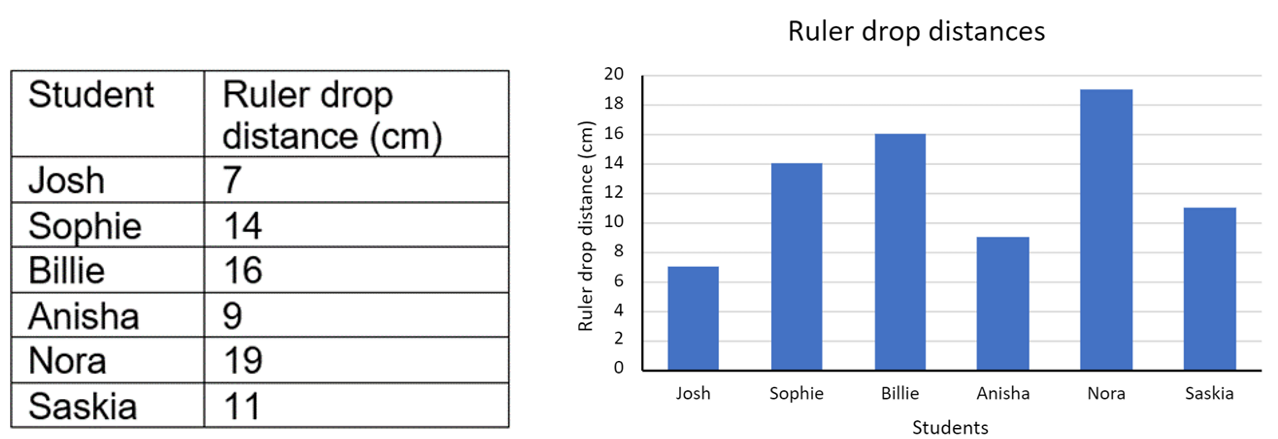 Student Ruler drop
distance (cm)
Josh 7
Sophie 14
Billie 16
Anisha 9
Nora 19
Saskia 11
Ruler drop distances
Ruler drop distance (cm)
20
18
16
14
12
10
8
6
4
2
0
Josh Sophie Billie Anisha Nora Saskia
Students